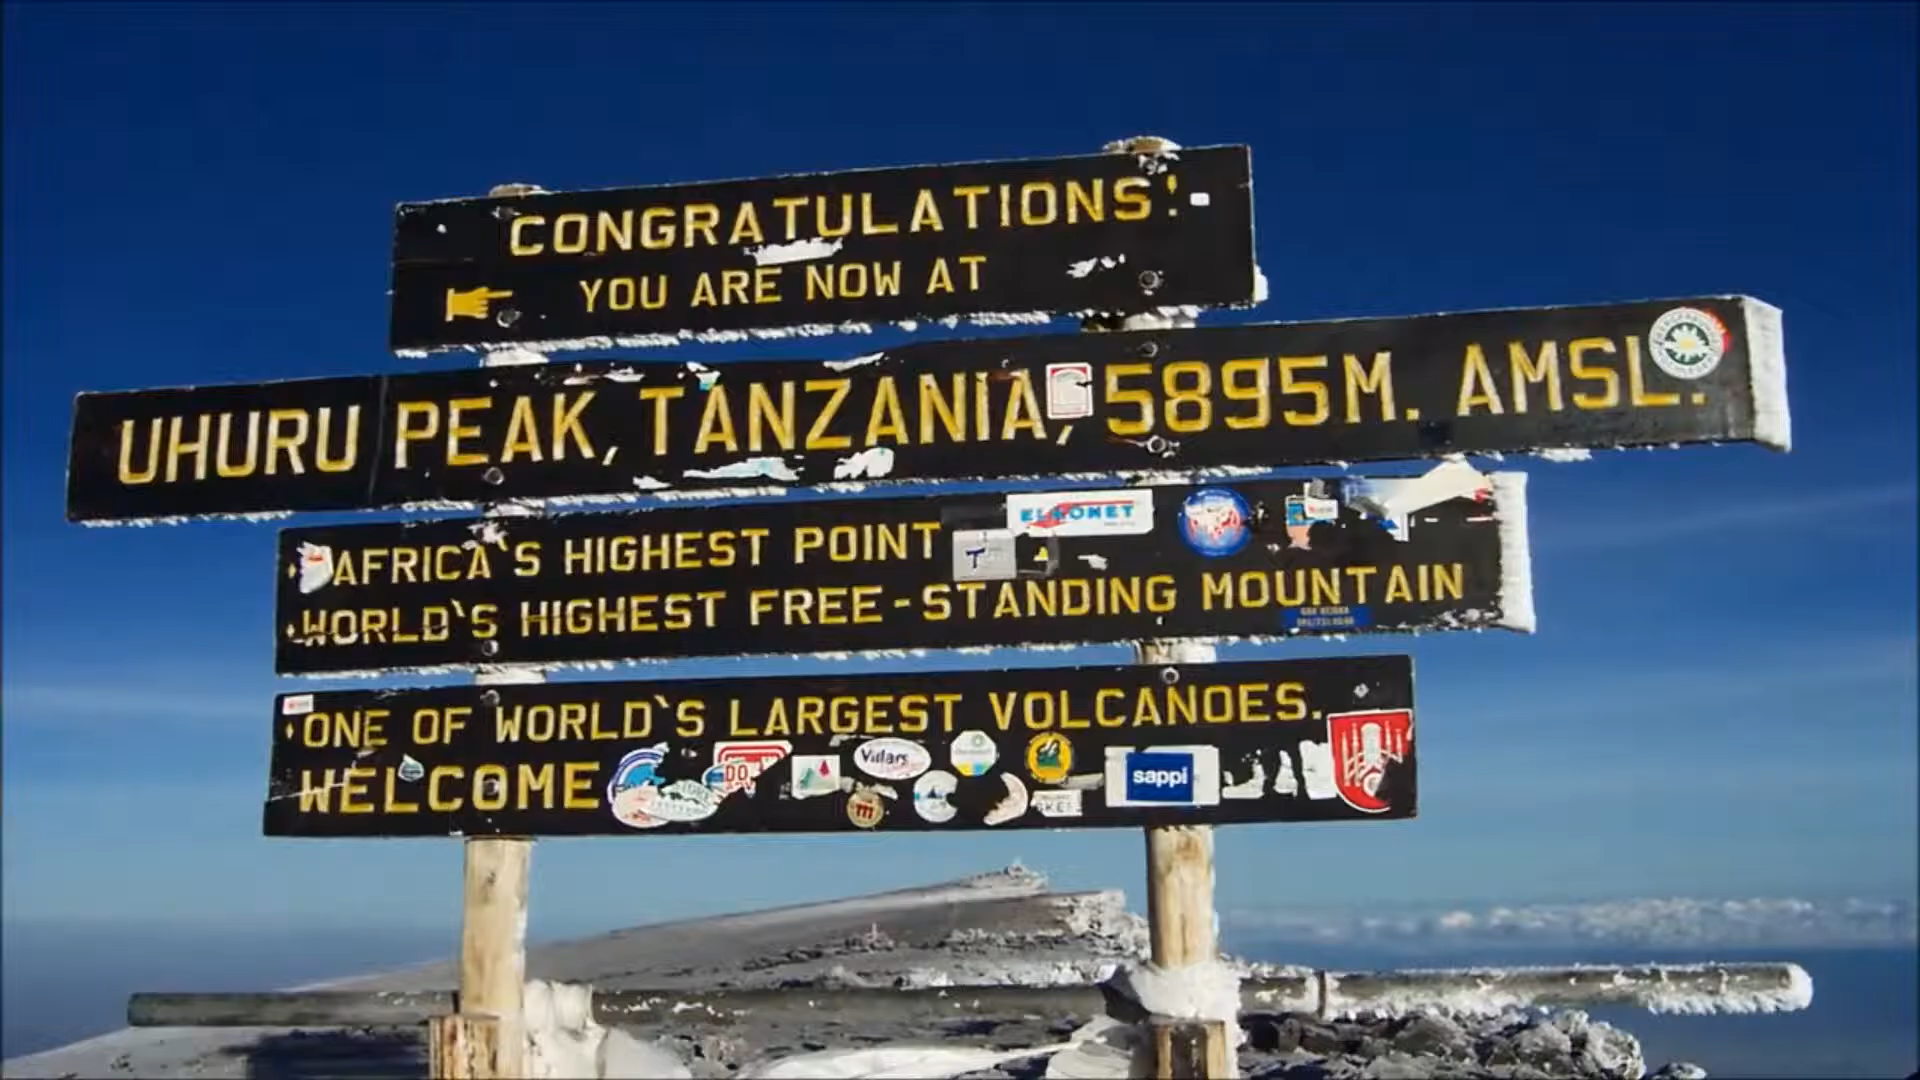 CONGRATULATIONS!
YOU ARE NOW AT
UHURU PEAK, TANZANIA, 5895M. AMSL.
AFRICA`S HIGHEST POINT
WORLD`S HIGHEST FREE-STANDING MOUNTAIN
ONE OF WORLD`S LARGEST VOLCANOES.
WELCOME
Villars
sappi